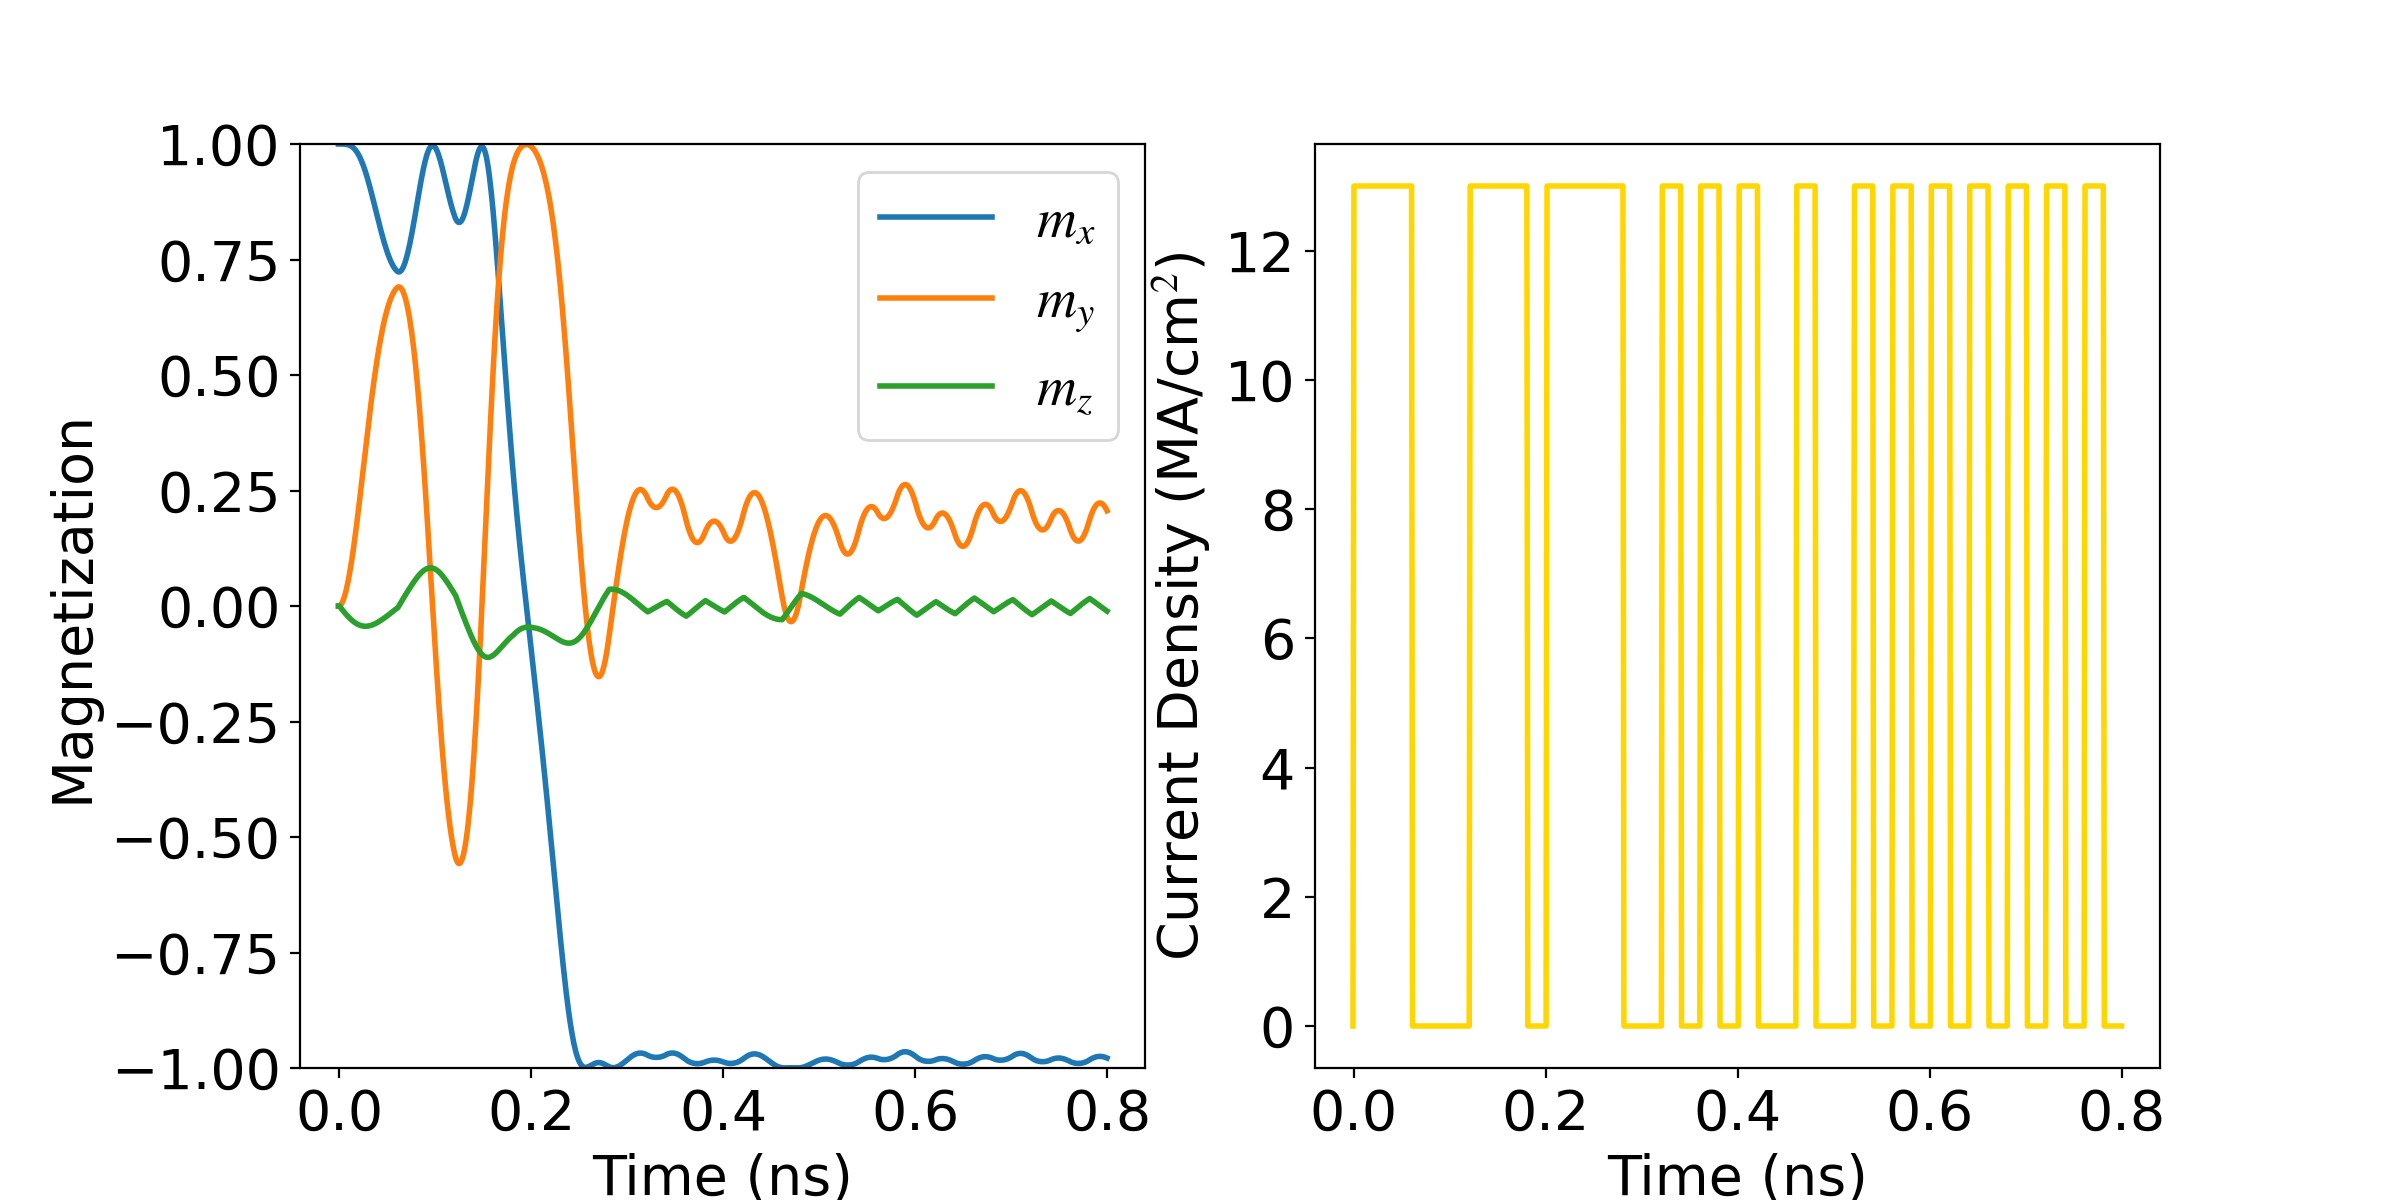 Magnetization
1.00
0.75
0.50
0.25
0.00
−0.25
−0.50
−0.75
−1.00
0.0 0.2 0.4 0.6 0.8
Time (ns)
m_x
m_y
m_z
Current Density (MA/cm²)
12
10
8
6
4
2
0
0.0 0.2 0.4 0.6 0.8
Time (ns)